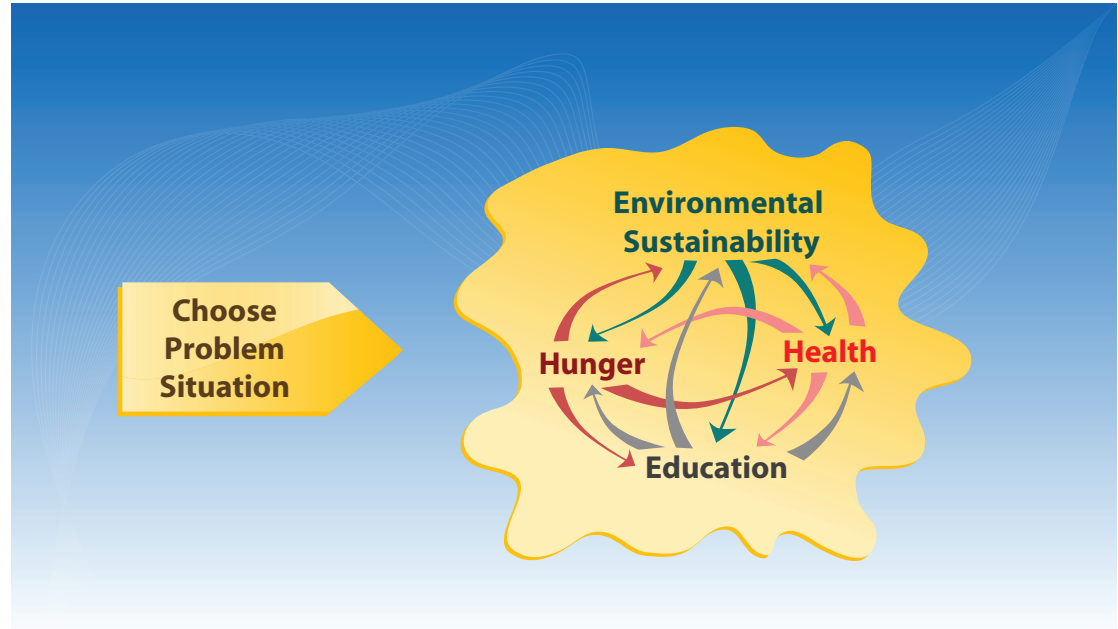 Choose
Problem
Situation
Environmental
Sustainability
Hunger
Health
Education